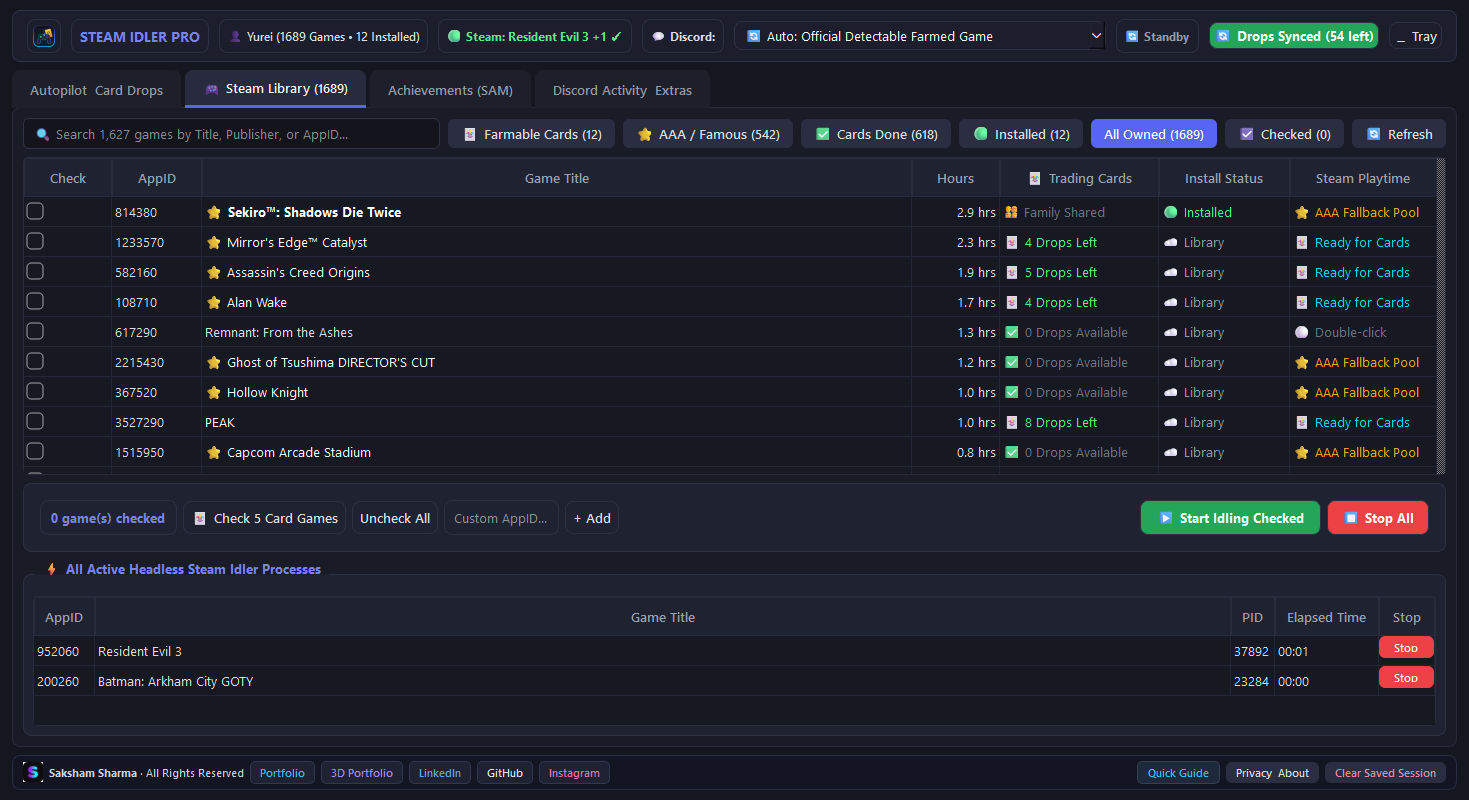 STEAM IDLER PRO
Yurei (1689 Games • 12 Installed)
Steam: Resident Evil 3 +1 ✓
Discord:
Auto: Official Detectable Farmed Game
Standby
Drops Synced (54 left)
_ Tray
Autopilot Card Drops
Steam Library (1689)
Achievements (SAM)
Discord Activity Extras
Search 1,627 games by Title, Publisher, or AppID...
Farmable Cards (12)
AAA / Famous (542)
Cards Done (618)
Installed (12)
All Owned (1689)
Checked (0)
Refresh
Check AppID Game Title Hours Trading Cards Install Status Steam Playtime
814380 Sekiro™: Shadows Die Twice 2.9 hrs Family Shared Installed AAA Fallback Pool
1233570 Mirror's Edge™ Catalyst 2.3 hrs 4 Drops Left Library Ready for Cards
582160 Assassin's Creed Origins 1.9 hrs 5 Drops Left Library Ready for Cards
108710 Alan Wake 1.7 hrs 4 Drops Left Library Ready for Cards
617290 Remnant: From the Ashes 1.3 hrs 0 Drops Available Library Double-click
2215430 Ghost of Tsushima DIRECTOR'S CUT 1.2 hrs 0 Drops Available Library AAA Fallback Pool
367520 Hollow Knight 1.0 hrs 0 Drops Available Library AAA Fallback Pool
3527290 PEAK 1.0 hrs 8 Drops Left Library Ready for Cards
1515950 Capcom Arcade Stadium 0.8 hrs 0 Drops Available Library AAA Fallback Pool
0 game(s) checked
Check 5 Card Games
Uncheck All
Custom AppID...
+ Add
Start Idling Checked
Stop All
All Active Headless Steam Idler Processes
AppID Game Title PID Elapsed Time Stop
952060 Resident Evil 3 37892 00:01 Stop
200260 Batman: Arkham City GOTY 23284 00:00 Stop
S Saksham Sharma · All Rights Reserved
Portfolio
3D Portfolio
LinkedIn
GitHub
Instagram
Quick Guide
Privacy About
Clear Saved Session